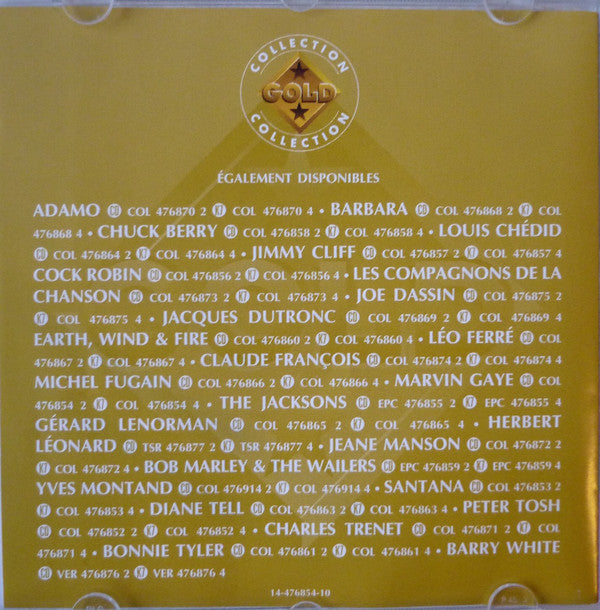 COLLECTION
GOLD
COLLECTION
ÉGALEMENT DISPONIBLES
ADAMO CD COL 476870 2 K7 COL 476870 4 • BARBARA CD COL 476868 2 K7 COL
476868 4 • CHUCK BERRY CD COL 476858 2 K7 COL 476858 4 • LOUIS CHÉDID
CD COL 476864 2 K7 COL 476864 4 • JIMMY CLIFF CD COL 476857 2 K7 COL 476857 4
COCK ROBIN CD COL 476856 2 K7 COL 476856 4 • LES COMPAGNONS DE LA
CHANSON CD COL 476873 2 K7 COL 476873 4 • JOE DASSIN CD COL 476875 2
K7 COL 476875 4 • JACQUES DUTRONC CD COL 476869 2 K7 COL 476869 4
EARTH, WIND & FIRE CD COL 476860 2 K7 COL 476860 4 • LÉO FERRÉ CD COL
476867 2 K7 COL 476867 4 • CLAUDE FRANÇOIS CD COL 476874 2 K7 COL 476874 4
MICHEL FUGAIN CD COL 476866 2 K7 COL 476866 4 • MARVIN GAYE CD COL
476854 2 K7 COL 476854 4 • THE JACKSONS CD EPC 476855 2 K7 EPC 476855 4
GÉRARD LENORMAN CD COL 476865 2 K7 COL 476865 4 • HERBERT
LÉONARD CD TSR 476877 2 K7 TSR 476877 4 • JEANE MANSON CD COL 476872 2
K7 COL 476872 4 • BOB MARLEY & THE WAILERS CD EPC 476859 2 K7 EPC 476859 4
YVES MONTAND CD COL 476914 2 K7 COL 476914 4 • SANTANA CD COL 476853 2
K7 COL 476853 4 • DIANE TELL CD COL 476863 2 K7 COL 476863 4 • PETER TOSH
CD COL 476852 2 K7 COL 476852 4 • CHARLES TRENET CD COL 476871 2 K7 COL
476871 4 • BONNIE TYLER CD COL 476861 2 K7 COL 476861 4 • BARRY WHITE
CD VER 476876 2 K7 VER 476876 4
14-476854-10